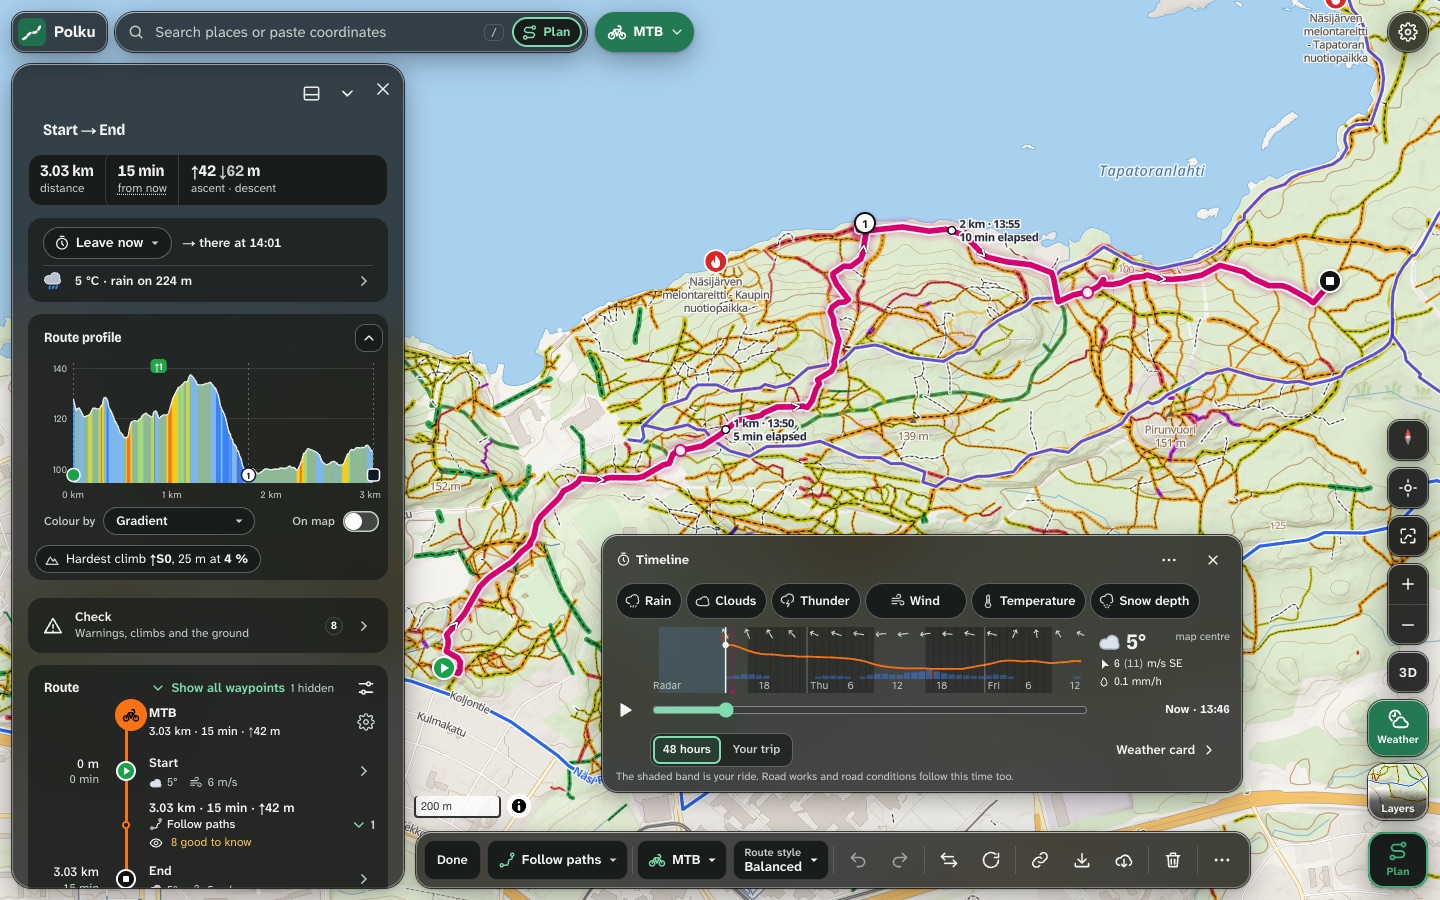 Polku
Search places or paste coordinates
/
Plan
MTB
Start → End
3.03 km
distance
15 min
from now
↑42 ↓62 m
ascent · descent
Leave now
→ there at 14:01
5 °C · rain on 224 m
Route profile
140
120
100
↑1
1
0 km
1 km
2 km
3 km
Colour by
Gradient
On map
Hardest climb ↑S0, 25 m at 4 %
Check
Warnings, climbs and the ground
8
Route
Show all waypoints
1 hidden
MTB
3.03 km · 15 min · ↑42 m
0 m
0 min
Start
5°
6 m/s
3.03 km · 15 min · ↑42 m
Follow paths
1
8 good to know
3.03 km
End
Näsijärven
melontareitti
- Tapatoran
nuotiopaikka
Tapatoranlahti
1
2 km · 13:55
10 min elapsed
Näsijärven
melontareitti - Kaupin
nuotiopaikka
100
1 km · 13:50
5 min elapsed
139 m
Pirunvuori
151 m
152 m
125
Koljontie
Kulmakatu
200 m
Timeline
Rain
Clouds
Thunder
Wind
Temperature
Snow depth
Radar
18
Thu
6
12
18
Fri
6
12
5°
map centre
6 (11) m/s SE
0.1 mm/h
Now · 13:46
48 hours
Your trip
Weather card
The shaded band is your ride. Road works and road conditions follow this time too.
Done
Follow paths
MTB
Route style
Balanced
3D
Weather
Layers
Plan